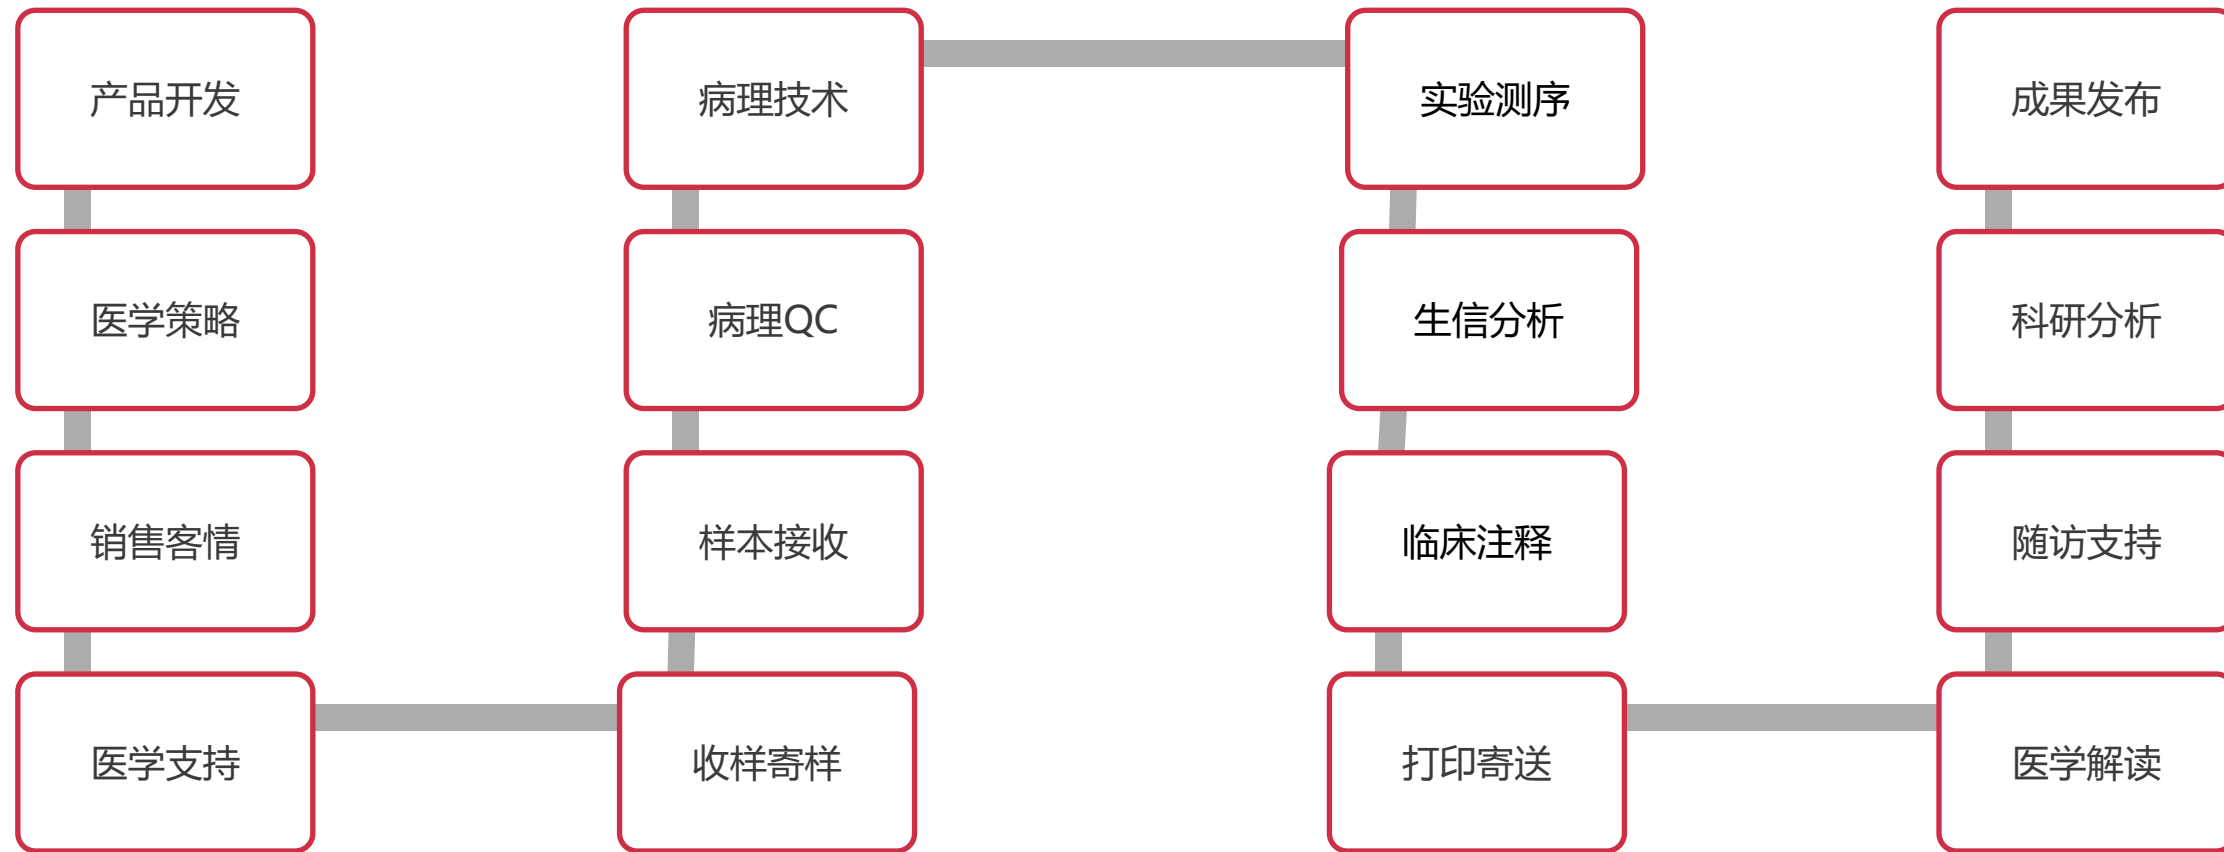 产品开发
医学策略
销售客情
医学支持
收样寄样
样本接收
病理QC
病理技术
实验测序
生信分析
临床注释
打印寄送
医学解读
随访支持
科研分析
成果发布